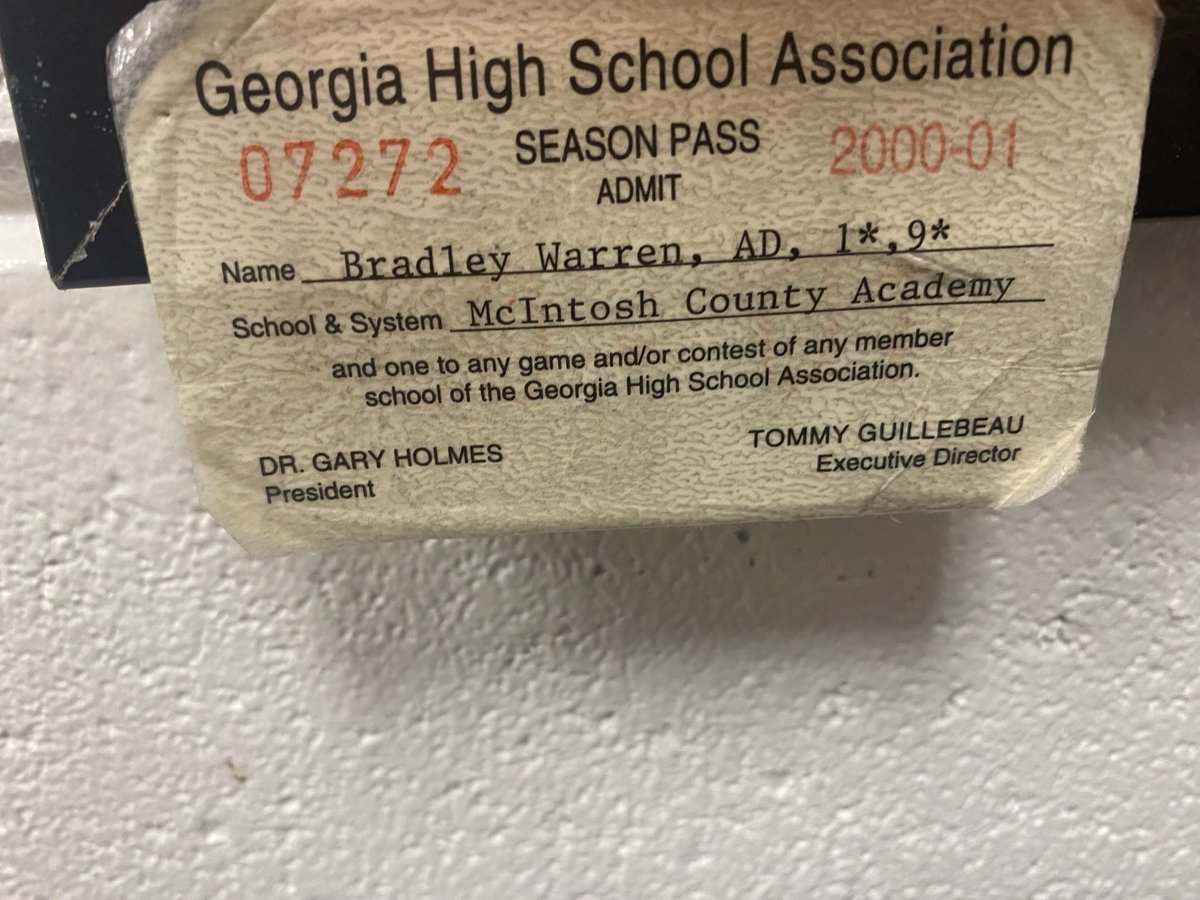 Georgia High School Association
07272 SEASON PASS 2000-01
ADMIT
Name Bradley Warren, AD, 1*,9*
School & System McIntosh County Academy
and one to any game and/or contest of any member
school of the Georgia High School Association.
DR. GARY HOLMES
President
TOMMY GUILLEBEAU
Executive Director